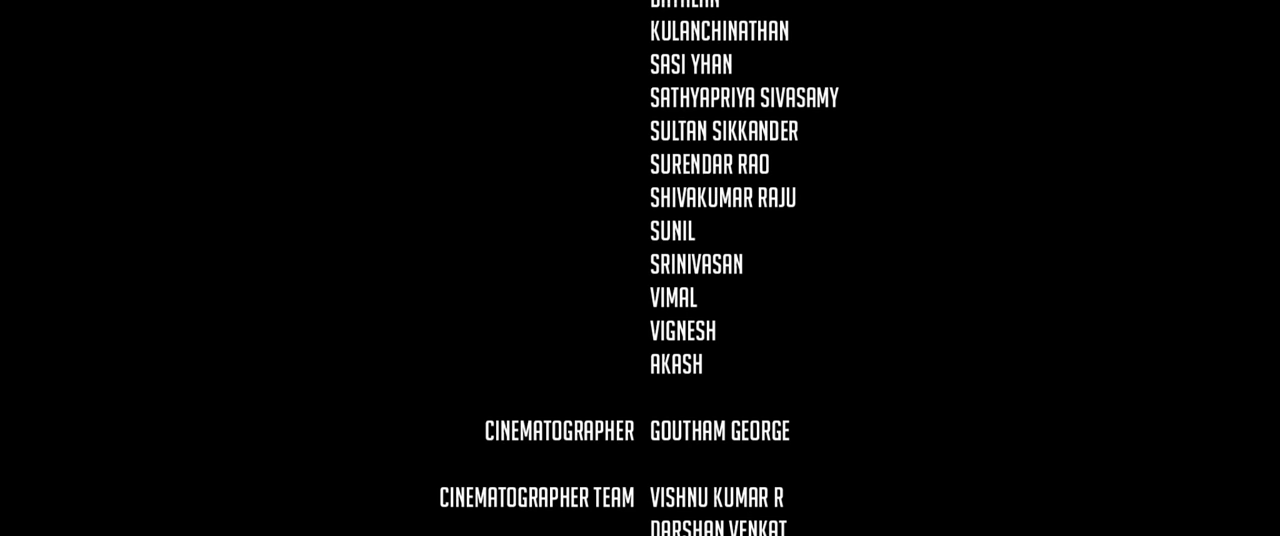 KULANCHINATHAN
SASI YHAN
SATHYAPRIYA SIVASAMY
SULTAN SIKKANDER
SURENDAR RAO
SHIVAKUMAR RAJU
SUNIL
SRINIVASAN
VIMAL
VIGNESH
AKASH
CINEMATOGRAPHER GOUTHAM GEORGE
CINEMATOGRAPHER TEAM VISHNU KUMAR R
DARSHAN VENKAT